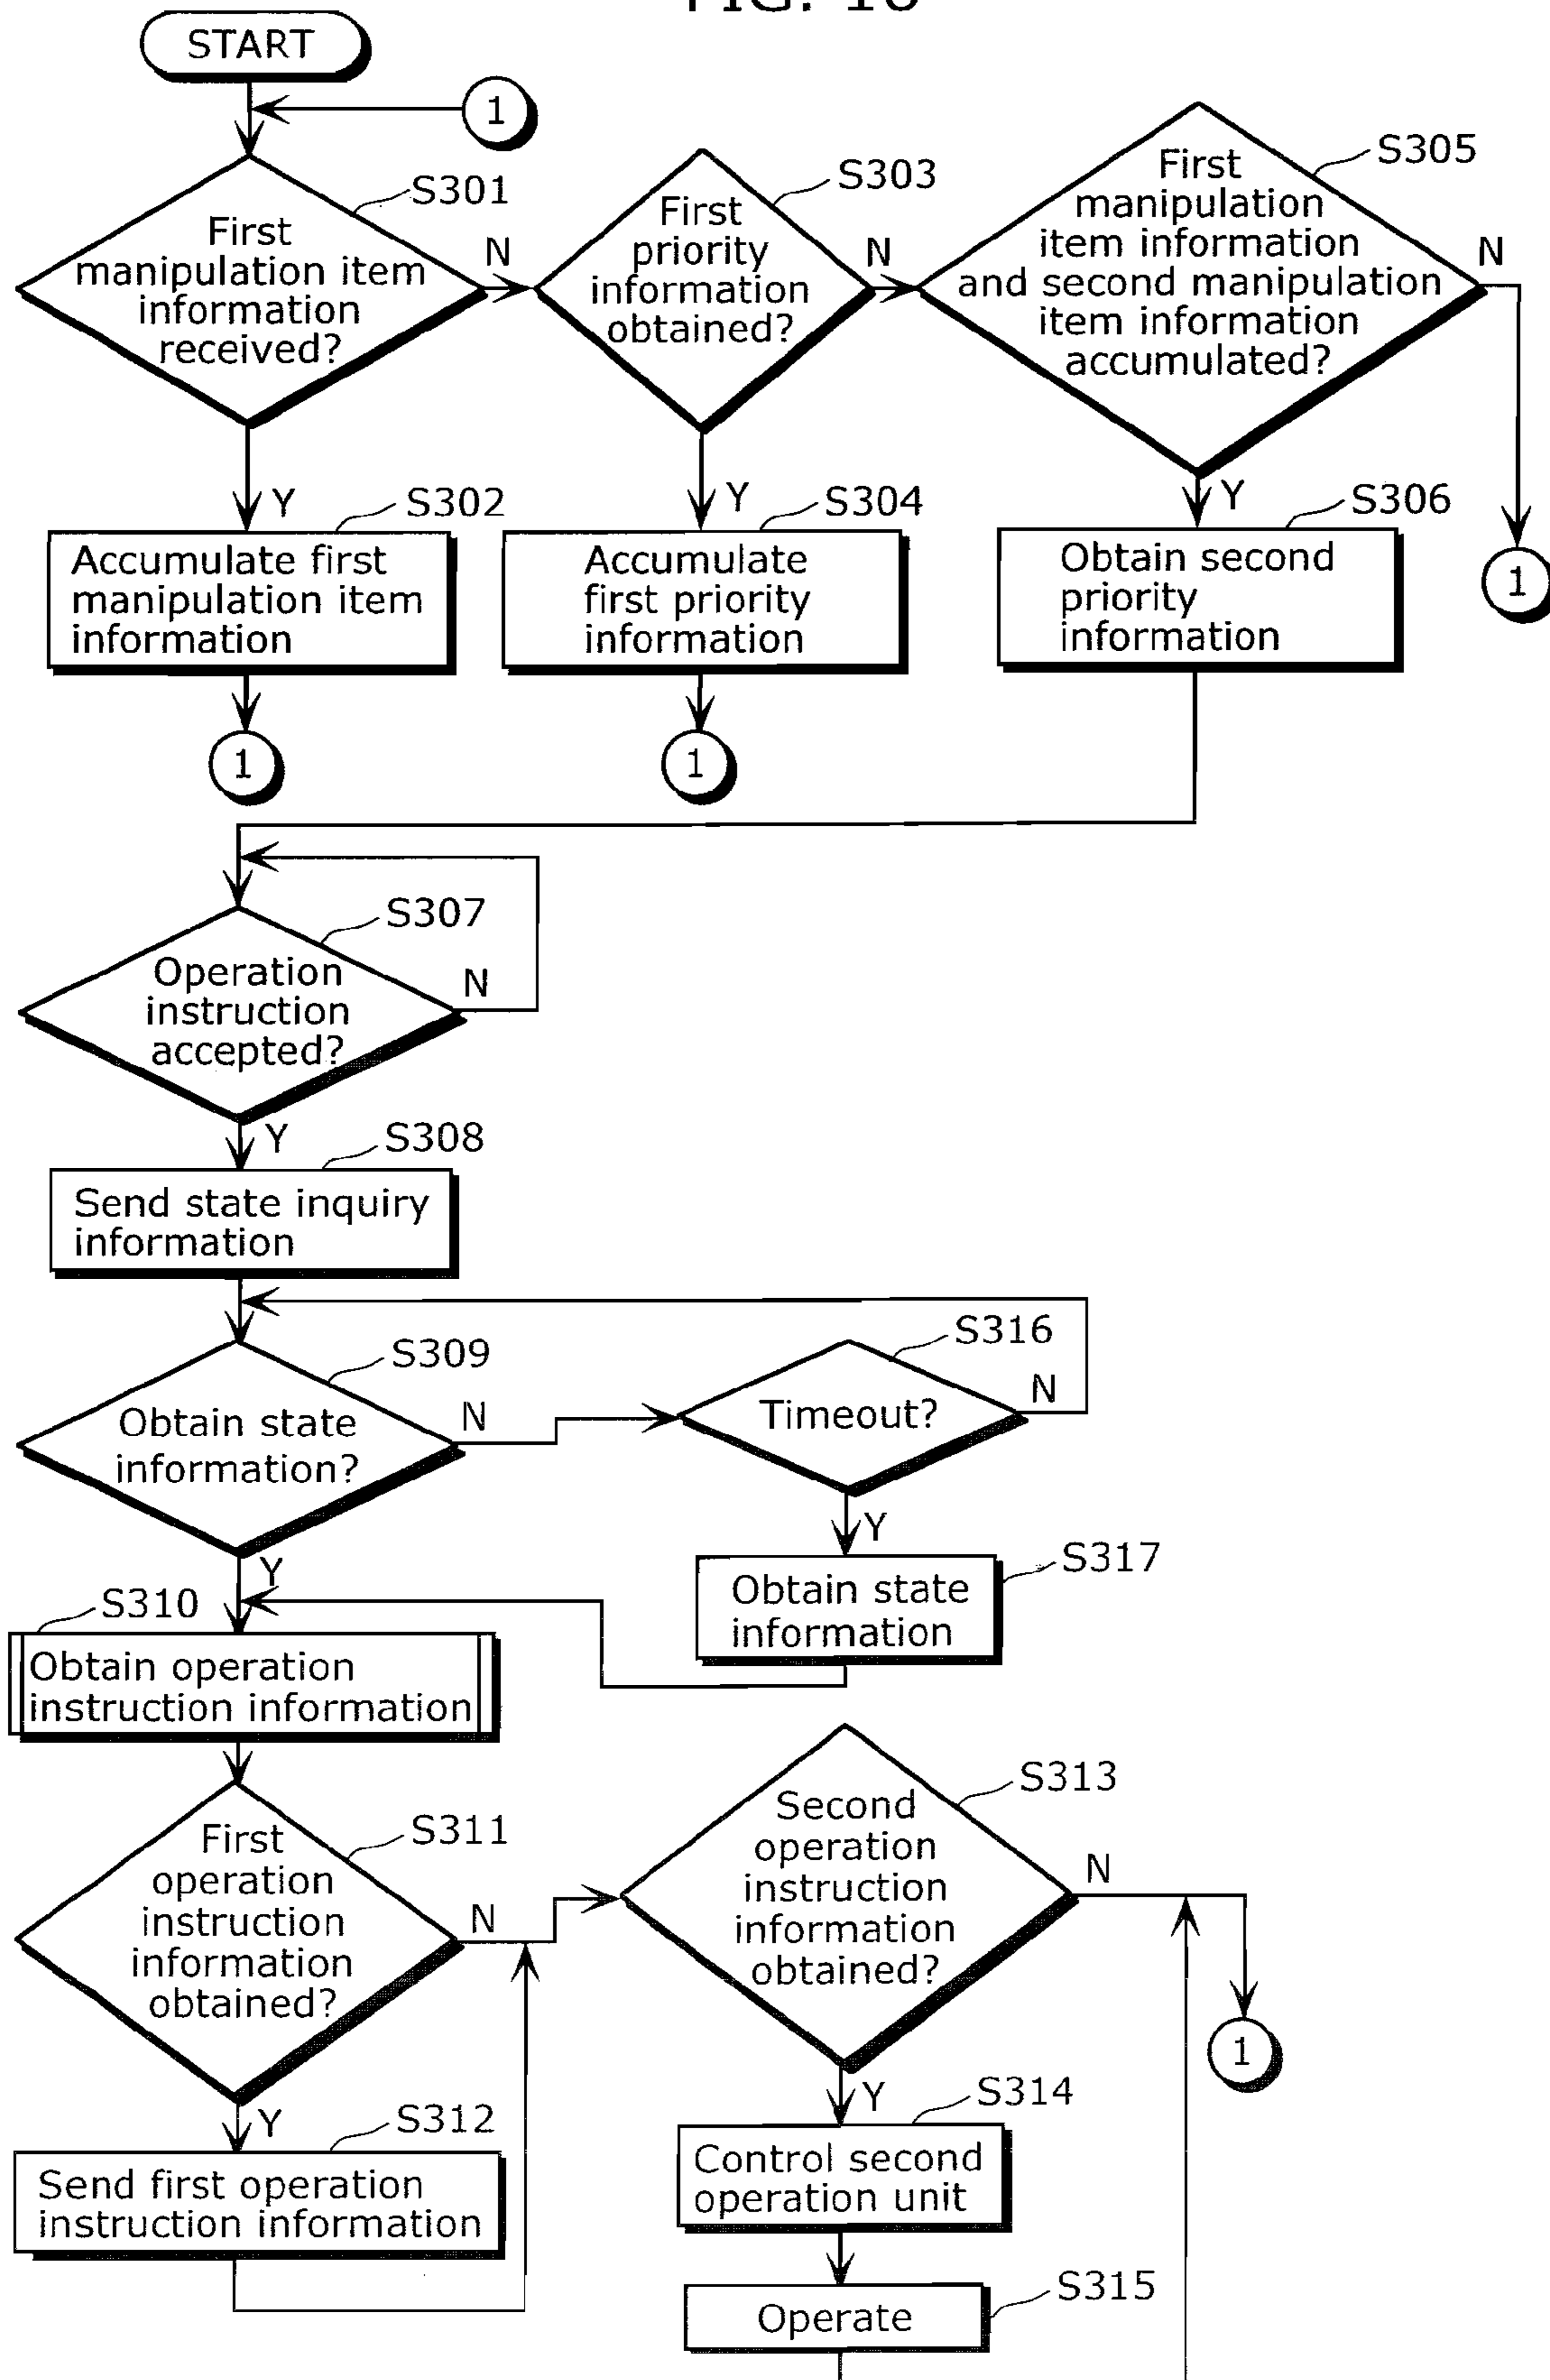 START
1
S301
First
manipulation item
information
received?
N
S303
First
priority
information
obtained?
N
S305
First
manipulation
item information
and second manipulation
item information
accumulated?
N
Y
S302
Accumulate first
manipulation item
information
1
Y
S304
Accumulate
first priority
information
1
Y
S306
Obtain second
priority
information
1
S307
Operation
instruction
accepted?
N
Y
S308
Send state inquiry
information
S309
Obtain state
information?
N
S316
Timeout?
N
Y
S317
Obtain state
information
Y
S310
Obtain operation
instruction information
S311
First
operation
instruction
information
obtained?
N
S313
Second
operation
instruction
information
obtained?
N
1
Y
S312
Send first operation
instruction information
Y
S314
Control second
operation unit
S315
Operate